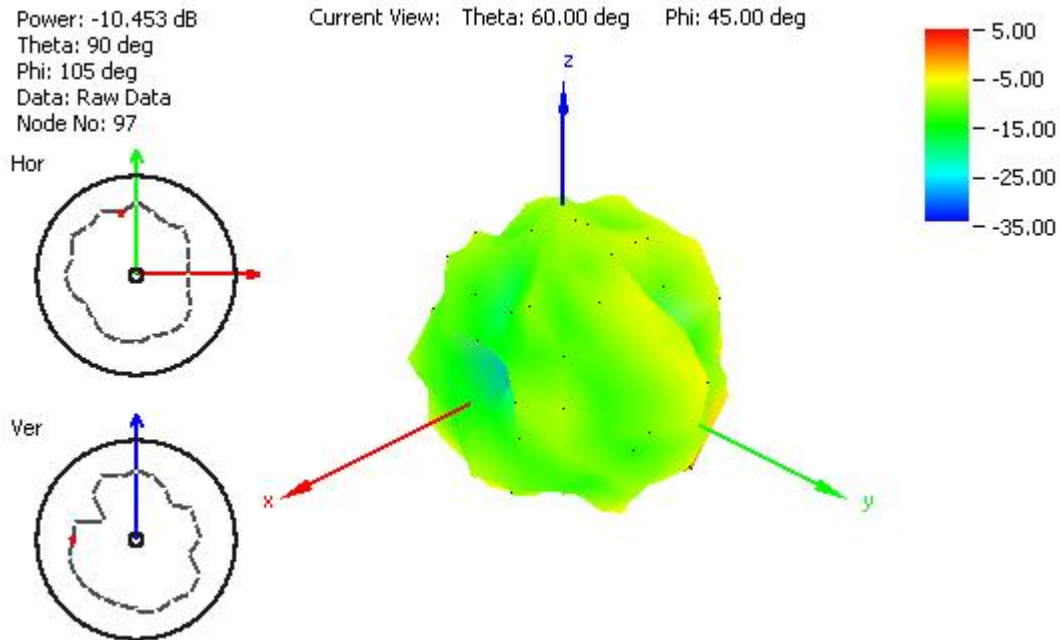 Power: -10.453 dB
Theta: 90 deg
Phi: 105 deg
Data: Raw Data
Node No: 97
Current View: Theta: 60.00 deg Phi: 45.00 deg
5.00
-5.00
-15.00
-25.00
-35.00
Hor
Ver
z
x
y